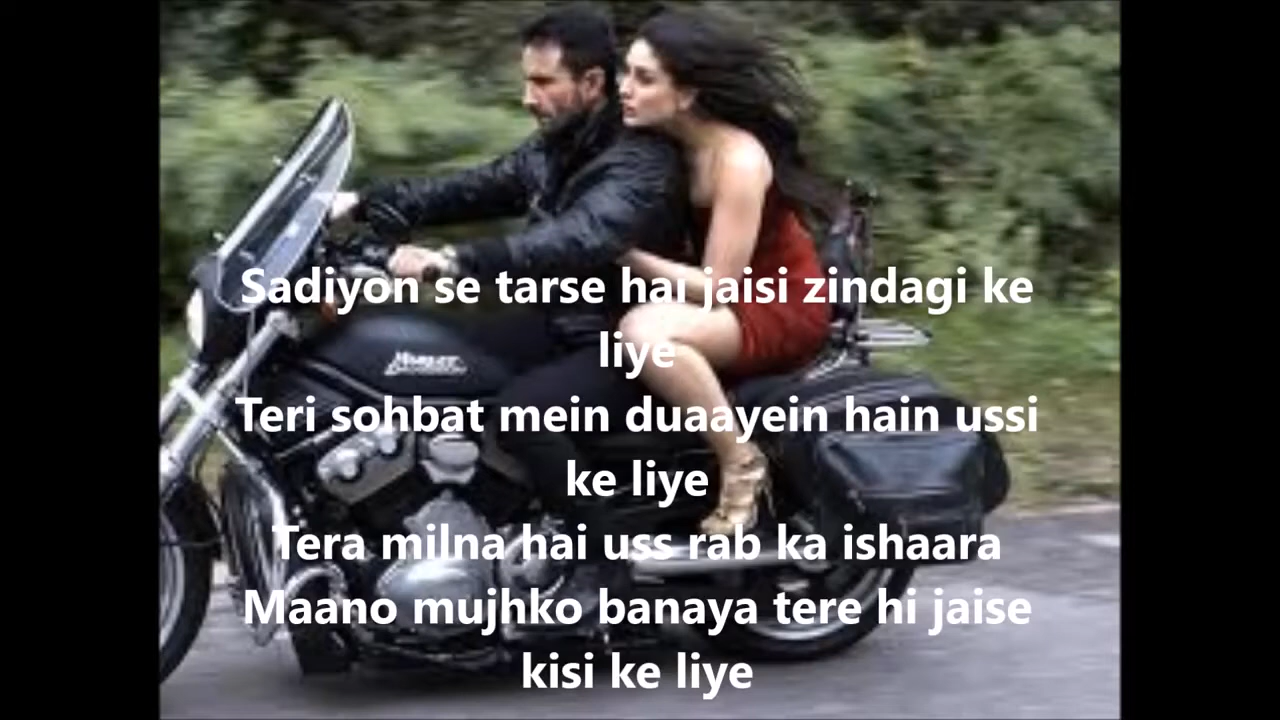 Sadiyon se tarse hai jaisi zindagi ke
liye
Teri sohbat mein duaayein hain ussi
ke liye
Tera milna hai uss rab ka ishaara
Maano mujhko banaya tere hi jaise
kisi ke liye